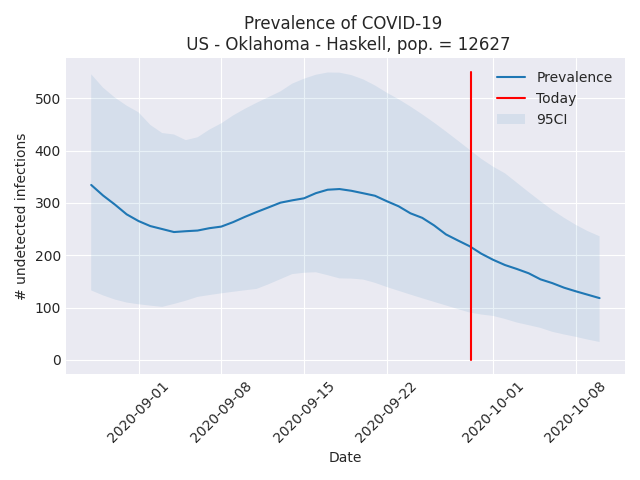 Prevalence of COVID-19
US - Oklahoma - Haskell, pop. = 12627
Prevalence
Today
95CI
# undetected infections
500
400
300
200
100
0
2020-09-01
2020-09-08
2020-09-15
2020-09-22
2020-10-01
2020-10-08
Date